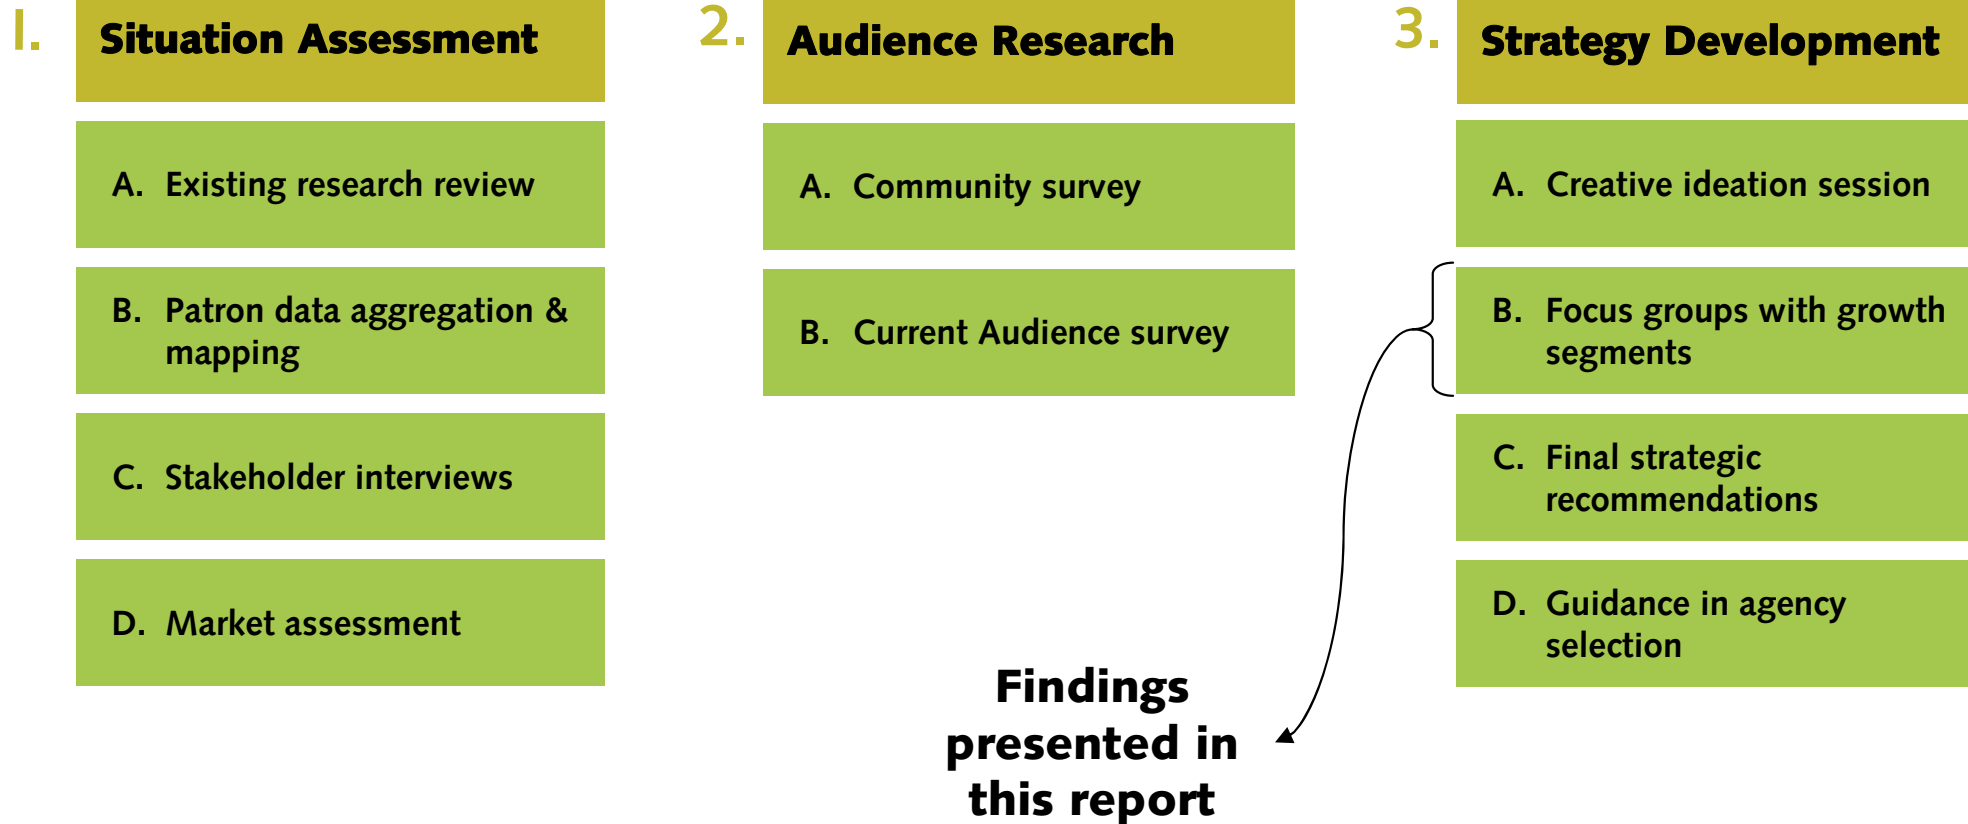 1. Situation Assessment
A. Existing research review
B. Patron data aggregation &
mapping
C. Stakeholder interviews
D. Market assessment
2. Audience Research
A. Community survey
B. Current Audience survey
3. Strategy Development
A. Creative ideation session
B. Focus groups with growth
segments
C. Final strategic
recommendations
D. Guidance in agency
selection
Findings
presented in
this report